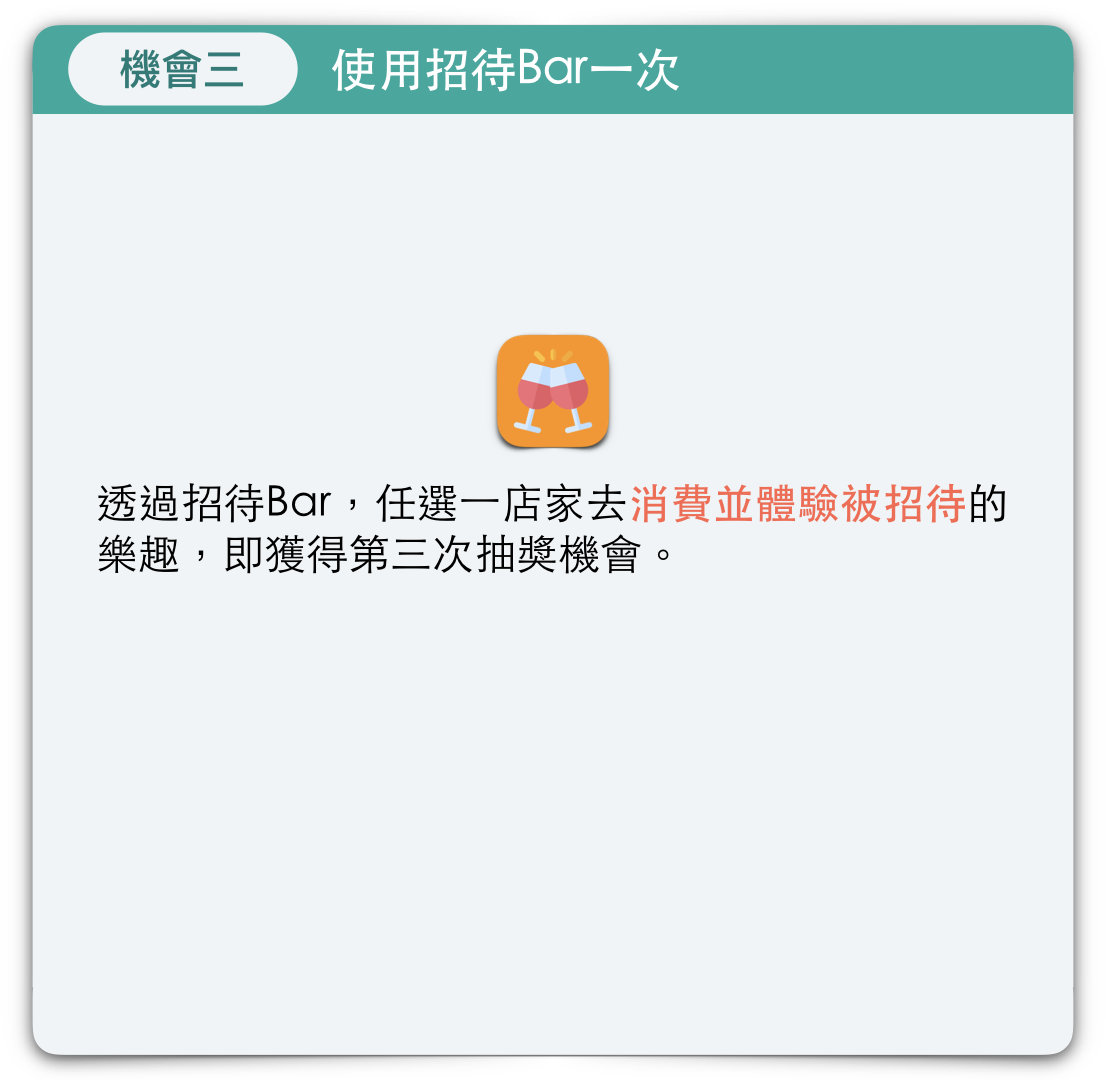 機會三 使用招待Bar一次
透過招待Bar，任選一店家去消費並體驗被招待的
樂趣，即獲得第三次抽獎機會。